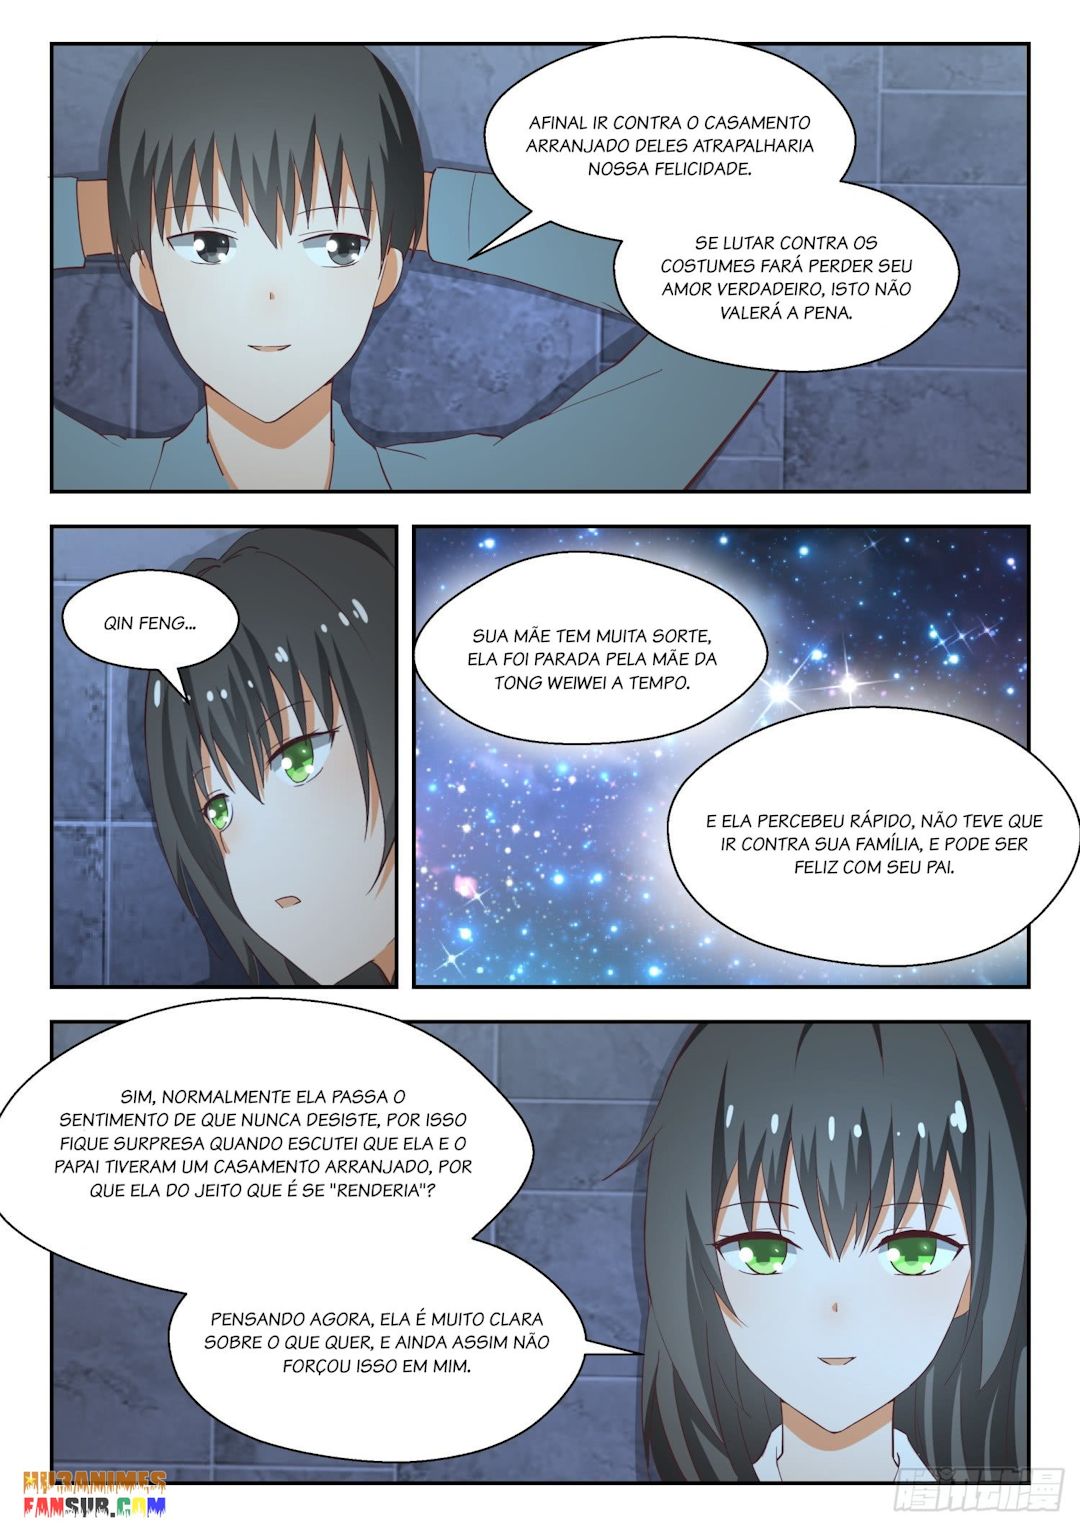 AFINAL IR CONTRA O CASAMENTO
ARRANJADO DELES ATRAPALHARIA
NOSSA FELICIDADE.
SE LUTAR CONTRA OS
COSTUMES FARÁ PERDER SEU
AMOR VERDADEIRO, ISTO NÃO
VALERÁ A PENA.
QIN FENG...
SUA MÃE TEM MUITA SORTE,
ELA FOI PARADA PELA MÃE DA
TONG WEIWEI A TEMPO.
E ELA PERCEBEU RÁPIDO, NÃO TEVE QUE
IR CONTRA SUA FAMÍLIA, E PODE SER
FELIZ COM SEU PAI.
SIM, NORMALMENTE ELA PASSA O
SENTIMENTO DE QUE NUNCA DESISTE, POR ISSO
FIQUE SURPRESA QUANDO ESCUTEI QUE ELA E O
PAPAI TIVERAM UM CASAMENTO ARRANJADO, POR
QUE ELA DO JEITO QUE É SE "RENDERIA"?
PENSANDO AGORA, ELA É MUITO CLARA
SOBRE O QUE QUER, E AINDA ASSIM NÃO
FORÇOU ISSO EM MIM.
HU3ANIMES
FANSUB.COM
腾讯动漫